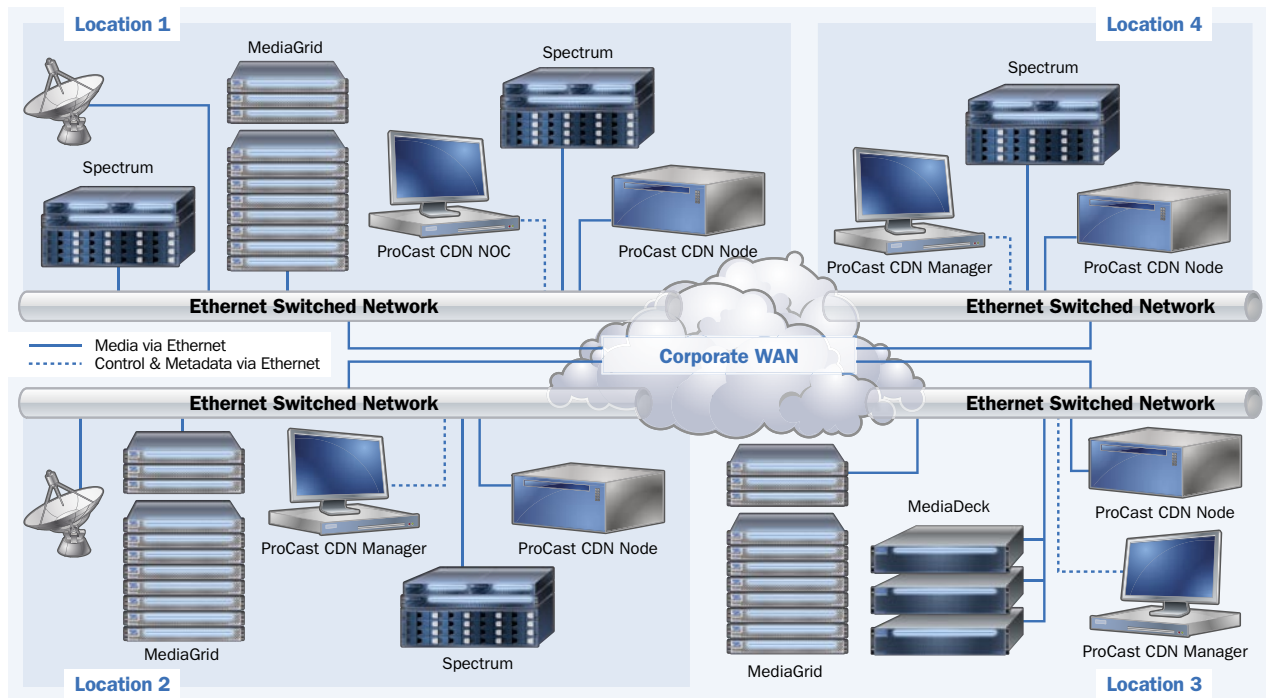 Location 1
MediaGrid
Spectrum
Spectrum
ProCast CDN NOC
ProCast CDN Node
Ethernet Switched Network
Location 4
Spectrum
ProCast CDN Manager
ProCast CDN Node
Ethernet Switched Network
Media via Ethernet
Control & Metadata via Ethernet
Corporate WAN
Ethernet Switched Network
ProCast CDN Manager
ProCast CDN Node
MediaGrid
Spectrum
Location 2
Ethernet Switched Network
MediaDeck
ProCast CDN Node
MediaGrid
ProCast CDN Manager
Location 3